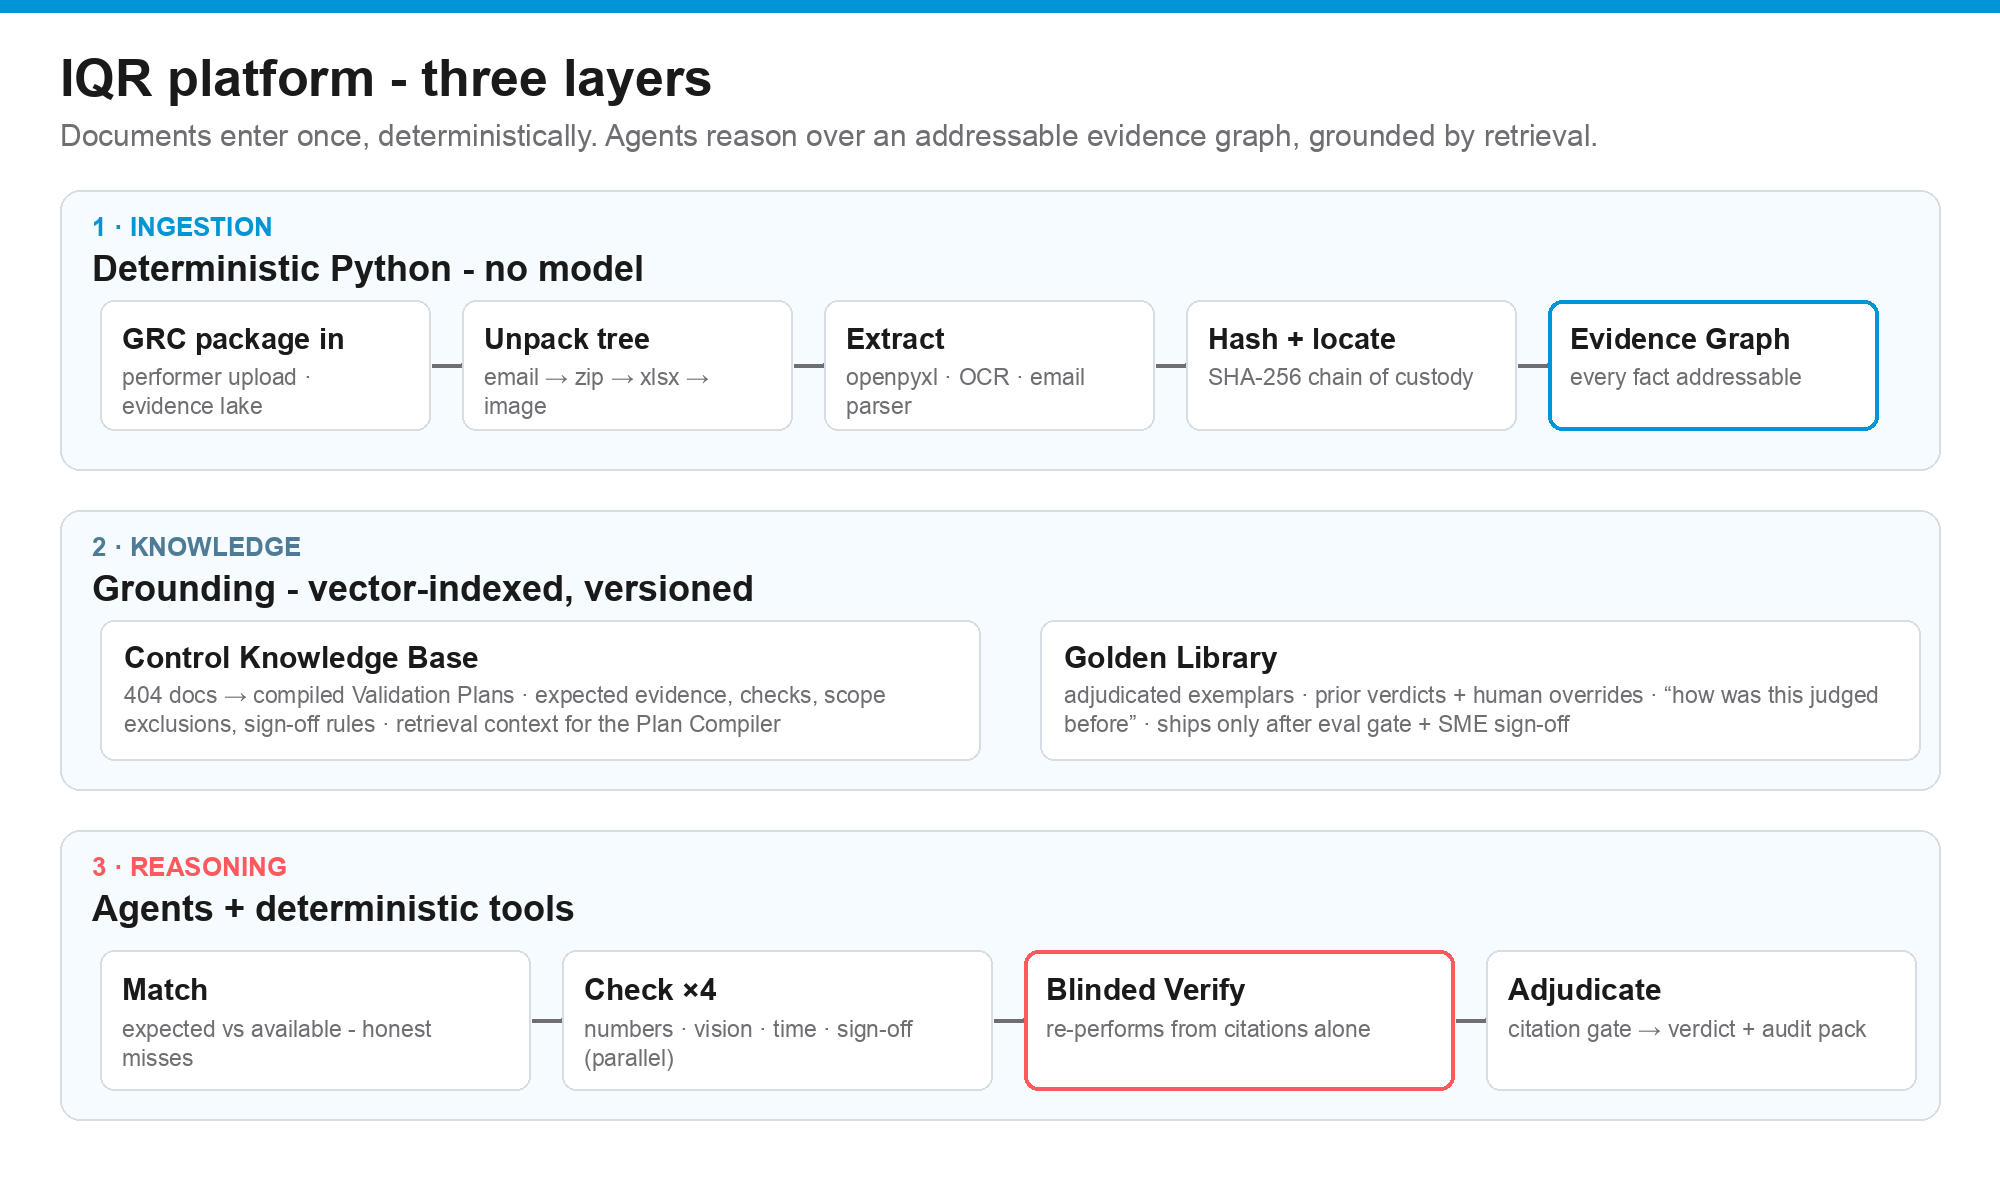 IQR platform - three layers
Documents enter once, deterministically. Agents reason over an addressable evidence graph, grounded by retrieval.
1 · INGESTION
Deterministic Python - no model
GRC package in
performer upload ·
evidence lake
Unpack tree
email → zip → xlsx →
image
Extract
openpyxl · OCR · email
parser
Hash + locate
SHA-256 chain of custody
Evidence Graph
every fact addressable
2 · KNOWLEDGE
Grounding - vector-indexed, versioned
Control Knowledge Base
404 docs → compiled Validation Plans · expected evidence, checks, scope
exclusions, sign-off rules · retrieval context for the Plan Compiler
Golden Library
adjudicated exemplars · prior verdicts + human overrides · “how was this judged
before” · ships only after eval gate + SME sign-off
3 · REASONING
Agents + deterministic tools
Match
expected vs available - honest
misses
Check ×4
numbers · vision · time · sign-off
(parallel)
Blinded Verify
re-performs from citations alone
Adjudicate
citation gate → verdict + audit pack